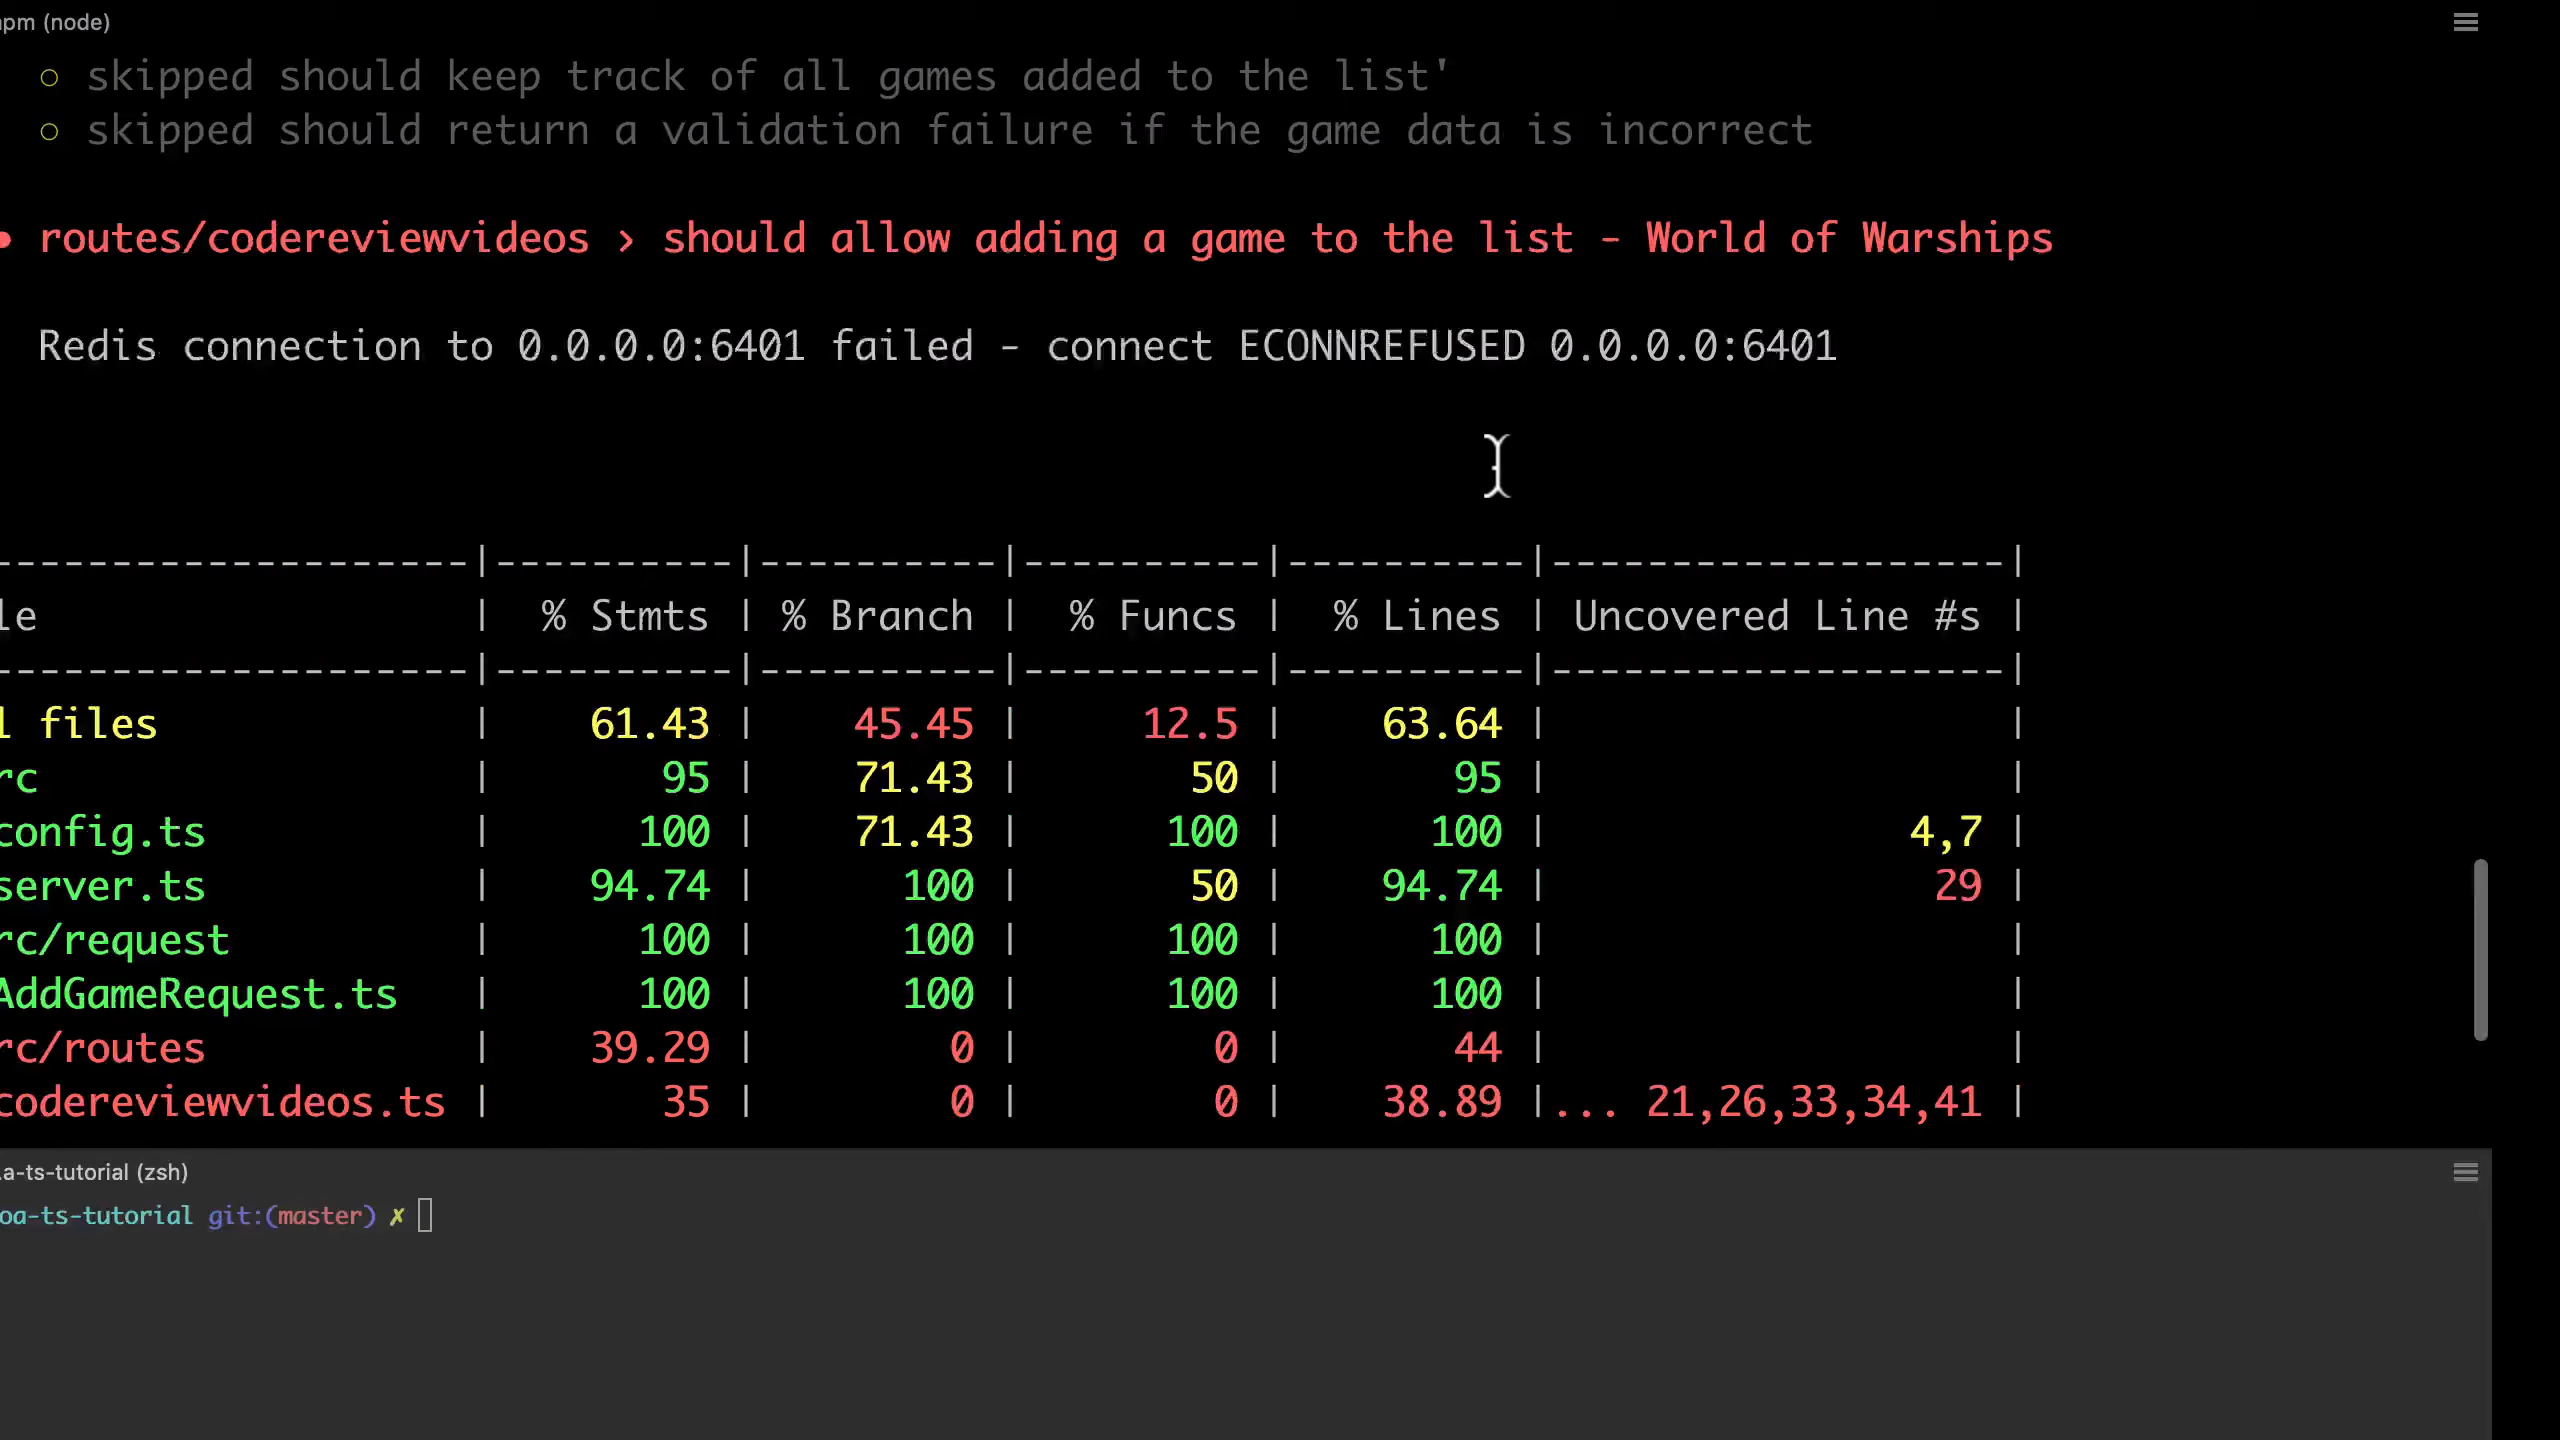 npm (node)
○ skipped should keep track of all games added to the list'
○ skipped should return a validation failure if the game data is incorrect
● routes/codereviewvideos › should allow adding a game to the list - World of Warships
Redis connection to 0.0.0.0:6401 failed - connect ECONNREFUSED 0.0.0.0:6401
--------------------|----------|----------|----------|----------|-------------------|
le | % Stmts | % Branch | % Funcs | % Lines | Uncovered Line #s |
--------------------|----------|----------|----------|----------|-------------------|
l files | 61.43 | 45.45 | 12.5 | 63.64 | |
rc | 95 | 71.43 | 50 | 95 | |
config.ts | 100 | 71.43 | 100 | 100 | 4,7 |
server.ts | 94.74 | 100 | 50 | 94.74 | 29 |
rc/request | 100 | 100 | 100 | 100 | |
AddGameRequest.ts | 100 | 100 | 100 | 100 | |
rc/routes | 39.29 | 0 | 0 | 44 | |
codereviewvideos.ts | 35 | 0 | 0 | 38.89 |... 21,26,33,34,41 |
a-ts-tutorial (zsh)
oa-ts-tutorial git:(master) ✗